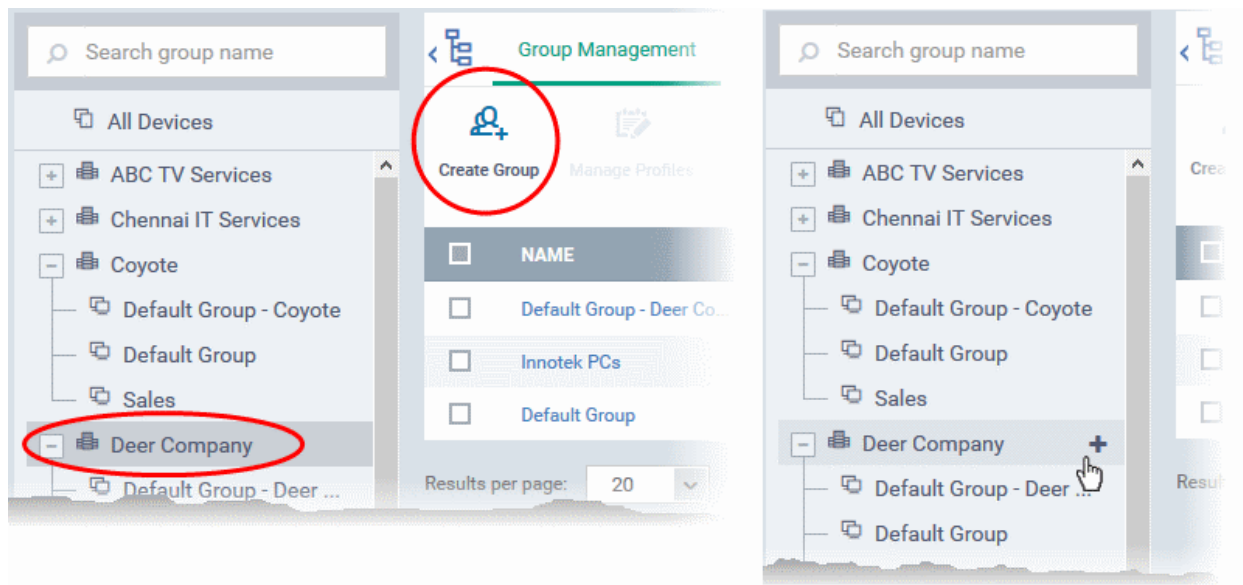 Search group name
All Devices
ABC TV Services
Chennai IT Services
Coyote
Default Group - Coyote
Default Group
Sales
Deer Company
Default Group - Deer ...
Group Management
Create Group
Manage Profiles
NAME
Default Group - Deer Co...
Innotek PCs
Default Group
Results per page: 20
Search group name
All Devices
ABC TV Services
Chennai IT Services
Coyote
Default Group - Coyote
Default Group
Sales
Deer Company
Default Group - Deer ...
Default Group